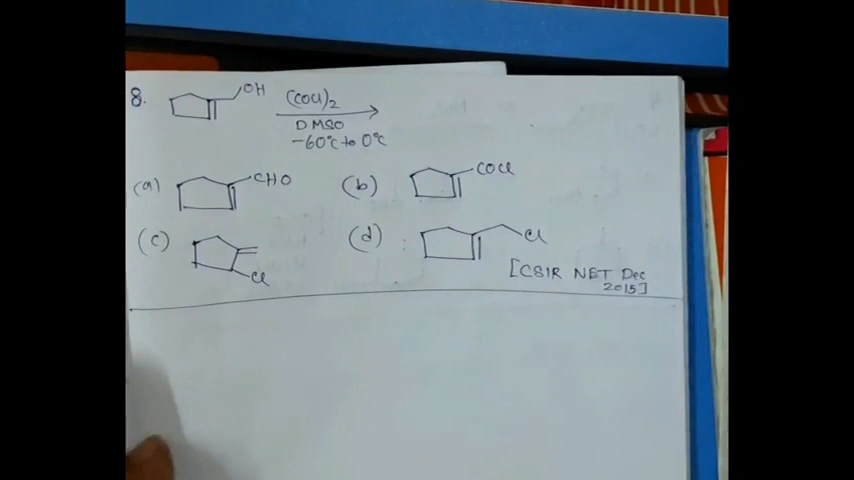 8. OH (COCl)2
DMSO
-60°C to 0°C
(a) CHO (b) COCl
(c) Cl (d) Cl
[CSIR NET Dec
2015]